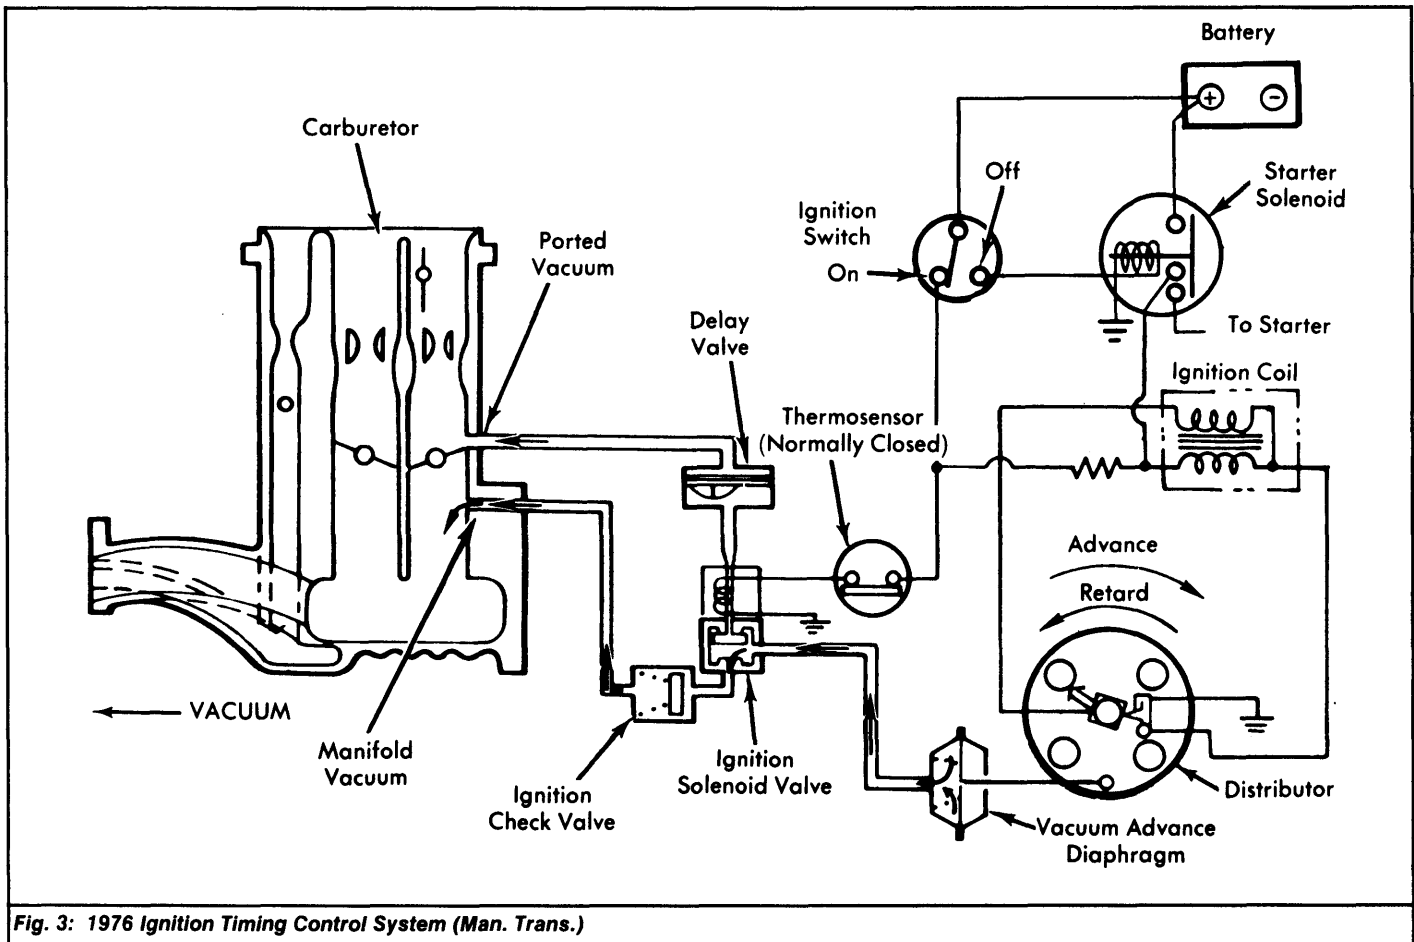 Battery
+
-
Carburetor
Off
Starter
Solenoid
Ignition
Switch
On
Ported
Vacuum
Delay
Valve
To Starter
Ignition Coil
Thermosensor
(Normally Closed)
Advance
Retard
VACUUM
Manifold
Vacuum
Ignition
Check Valve
Ignition
Solenoid Valve
Distributor
Vacuum Advance
Diaphragm
Fig. 3: 1976 Ignition Timing Control System (Man. Trans.)